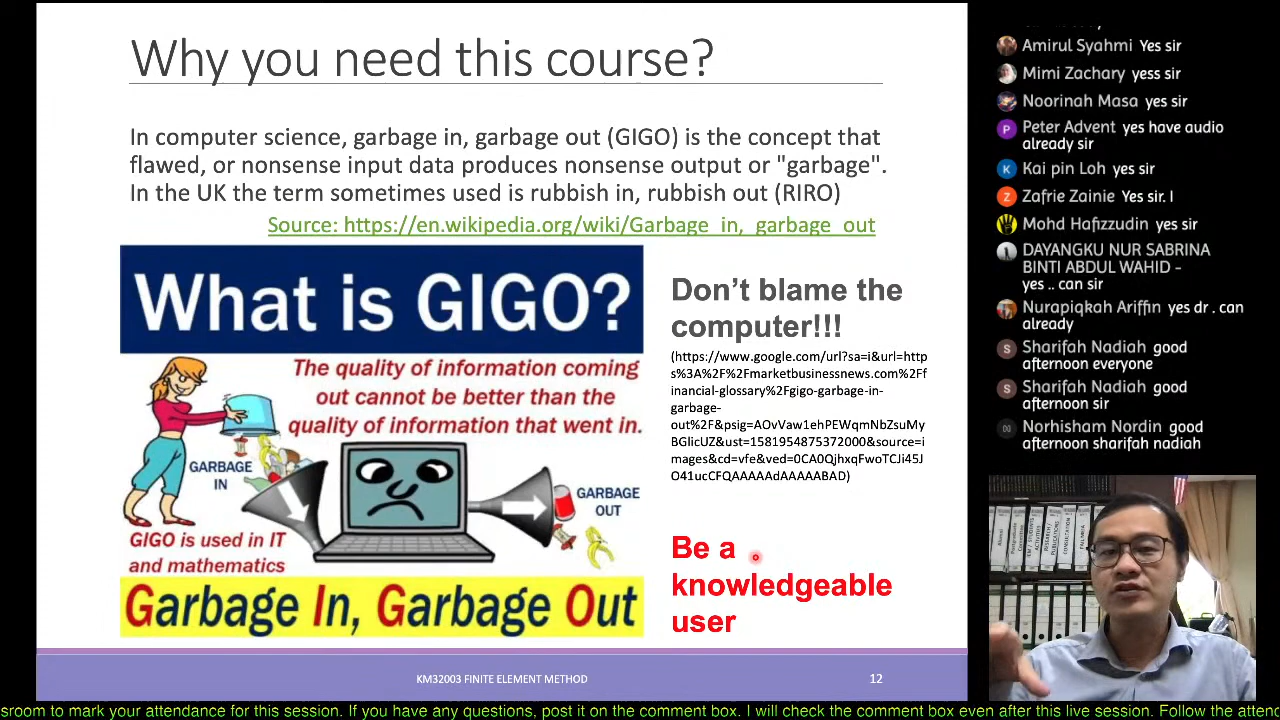 Why you need this course?
In computer science, garbage in, garbage out (GIGO) is the concept that
flawed, or nonsense input data produces nonsense output or "garbage".
In the UK the term sometimes used is rubbish in, rubbish out (RIRO)
Source: https://en.wikipedia.org/wiki/Garbage_in,_garbage_out
What is GIGO?
The quality of information coming
out cannot be better than the
quality of information that went in.
GARBAGE
IN
GARBAGE
OUT
GIGO is used in IT
and mathematics
Garbage In, Garbage Out
Don’t blame the
computer!!!
(https://www.google.com/url?sa=i&url=http
s%3A%2F%2Fmarketbusinessnews.com%2Ff
inancial-glossary%2Fgigo-garbage-in-
garbage-
out%2F&psig=AOvVaw1ehPEWqmNbZsuMy
BGlicUZ&ust=1581954875372000&source=i
mages&cd=vfe&ved=0CA0QjhxqFwoTCJi45J
O41ucCFQAAAAAdAAAAABAD)
Be a
knowledgeable
user
KM32003 FINITE ELEMENT METHOD
12
Amirul Syahmi Yes sir
Mimi Zachary yess sir
Noorinah Masa yes sir
P
Peter Advent yes have audio
already sir
K
Kai pin Loh yes sir
Z
Zafrie Zainie Yes sir. I
Mohd Hafizzudin yes sir
DAYANGKU NUR SABRINA
BINTI ABDUL WAHID -
yes .. can sir
Nurapiqkah Ariffin yes dr . can
already
S
Sharifah Nadiah good
afternoon everyone
S
Sharifah Nadiah good
afternoon sir
Norhisham Nordin good
afternoon sharifah nadiah
sroom to mark your attendance for this session. If you have any questions, post it on the comment box. I will check the comment box even after this live session. Follow the attend